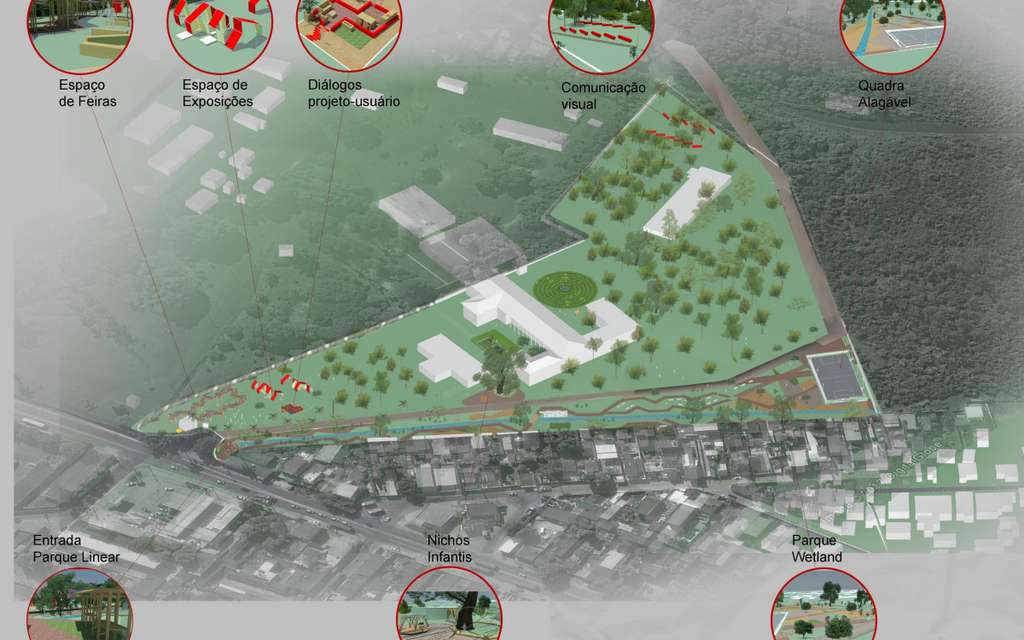 Espaço
de Feiras
Espaço de
Exposições
Diálogos
projeto-usuário
Comunicação
visual
Quadra
Alagável
Entrada
Parque Linear
Nichos
Infantis
Parque
Wetland